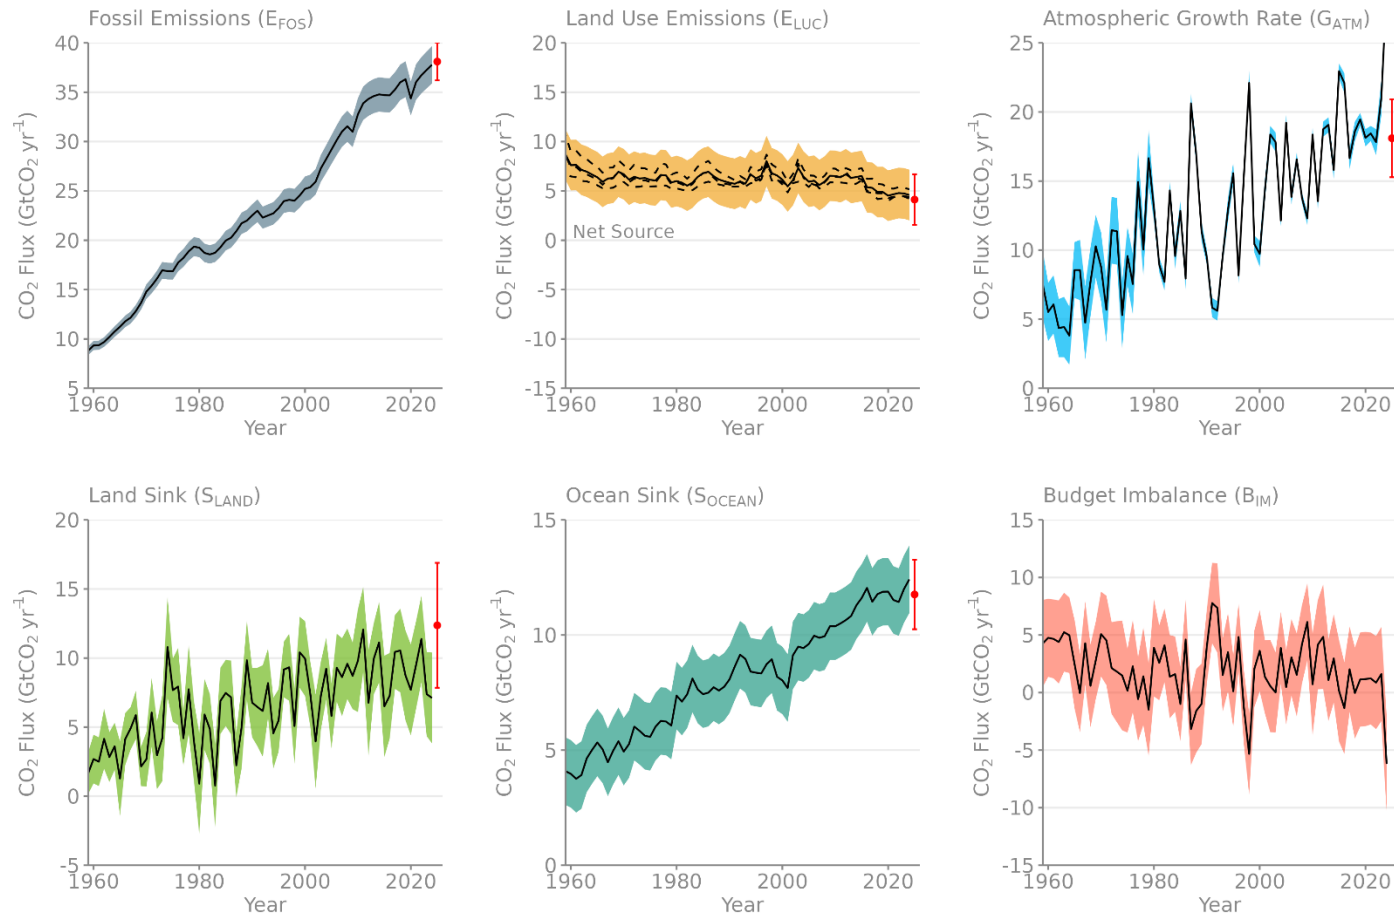 Fossil Emissions (E_FOS)
CO₂ Flux (GtCO₂ yr⁻¹)
40
35
30
25
20
15
10
5
1960 1980 2000 2020
Year
Land Use Emissions (E_LUC)
CO₂ Flux (GtCO₂ yr⁻¹)
20
15
10
5
0
-5
-10
-15
Net Source
1960 1980 2000 2020
Year
Atmospheric Growth Rate (G_ATM)
CO₂ Flux (GtCO₂ yr⁻¹)
25
20
15
10
5
0
1960 1980 2000 2020
Year
Land Sink (S_LAND)
CO₂ Flux (GtCO₂ yr⁻¹)
20
15
10
5
0
-5
1960 1980 2000 2020
Year
Ocean Sink (S_OCEAN)
CO₂ Flux (GtCO₂ yr⁻¹)
15
10
5
0
1960 1980 2000 2020
Year
Budget Imbalance (B_IM)
CO₂ Flux (GtCO₂ yr⁻¹)
15
10
5
0
-5
-10
-15
1960 1980 2000 2020
Year